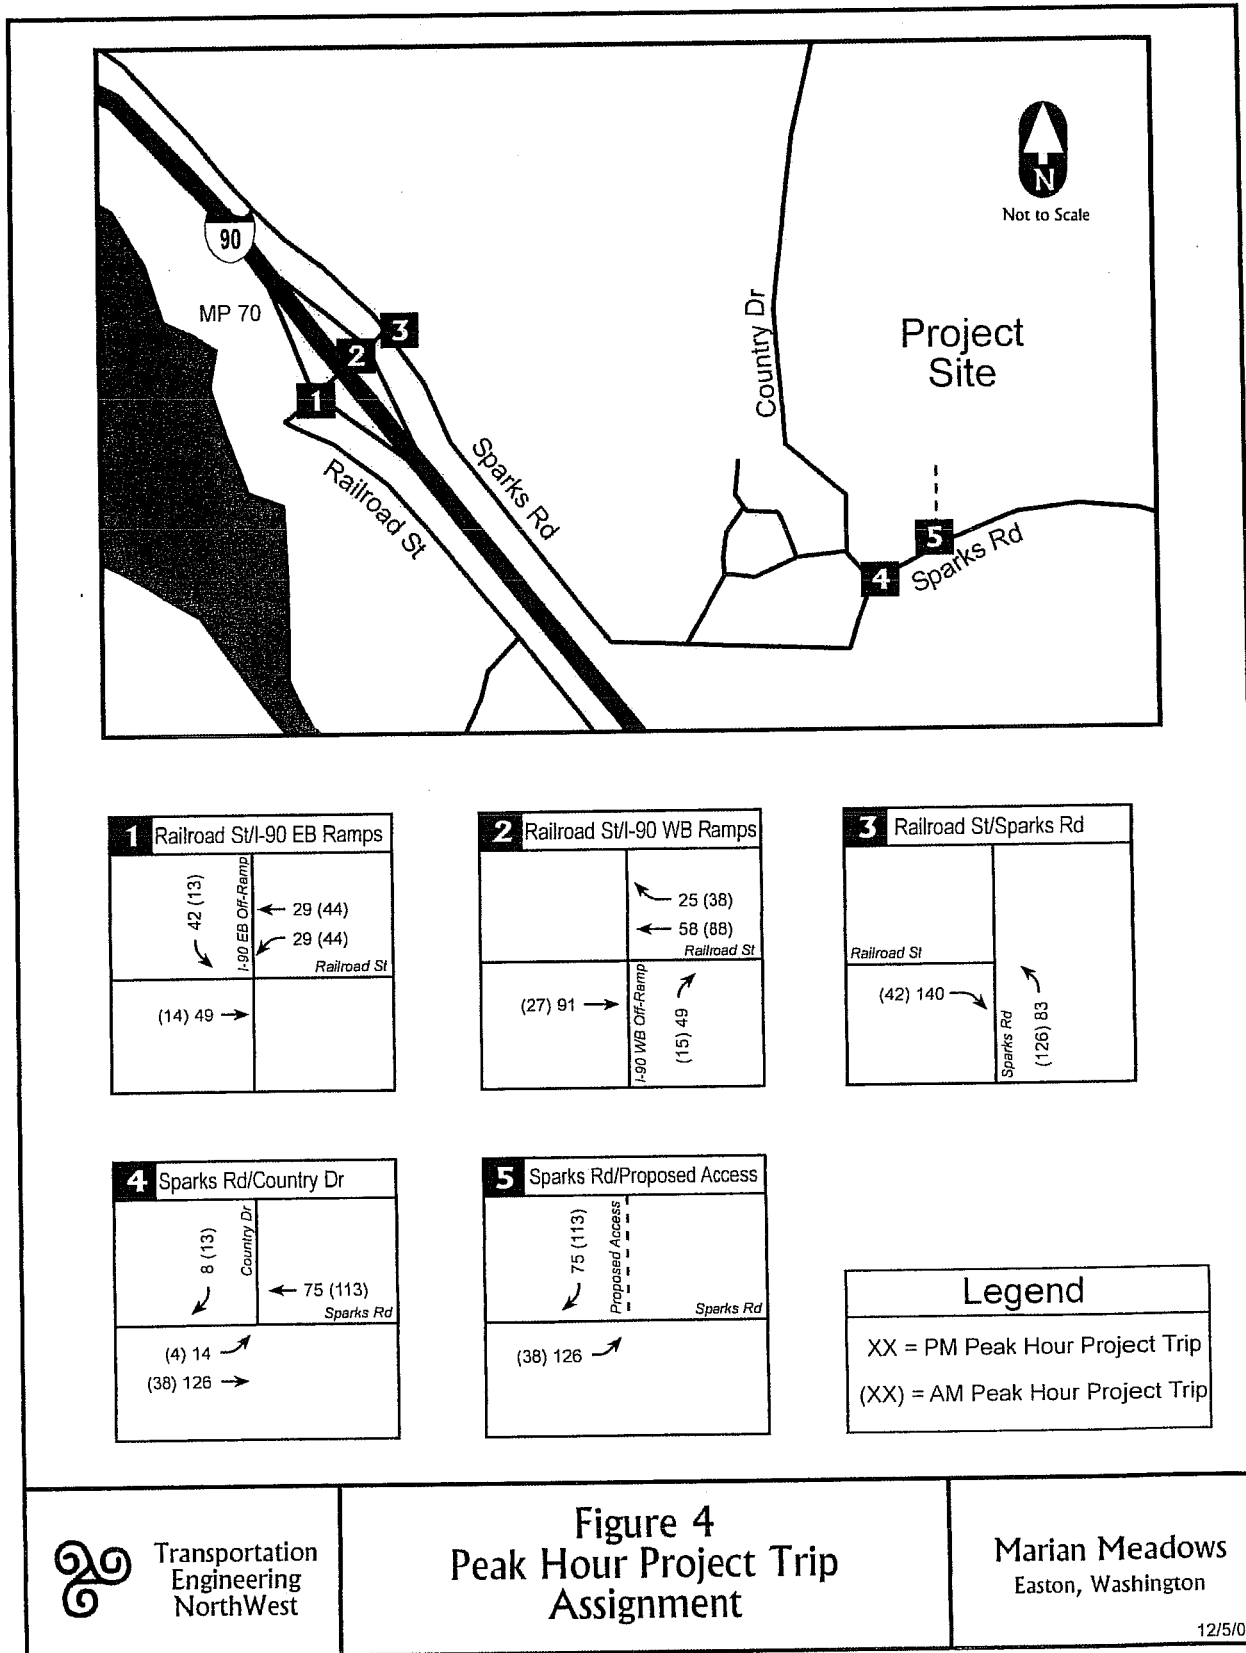 N
Not to Scale
90
MP 70
3
2
1
Country Dr
Project
Site
Sparks Rd
Railroad St
5
4
Sparks Rd
1 Railroad St/I-90 EB Ramps
42 (13)
I-90 EB Off-Ramp
29 (44)
29 (44)
Railroad St
(14) 49
2 Railroad St/I-90 WB Ramps
25 (38)
58 (88)
Railroad St
(27) 91
I-90 WB Off-Ramp
(15) 49
3 Railroad St/Sparks Rd
Railroad St
(42) 140
Sparks Rd
(126) 83
4 Sparks Rd/Country Dr
8 (13)
Country Dr
75 (113)
Sparks Rd
(4) 14
(38) 126
5 Sparks Rd/Proposed Access
75 (113)
Proposed Access
Sparks Rd
(38) 126
Legend
XX = PM Peak Hour Project Trip
(XX) = AM Peak Hour Project Trip
Transportation
Engineering
NorthWest
Figure 4
Peak Hour Project Trip
Assignment
Marian Meadows
Easton, Washington
12/5/0